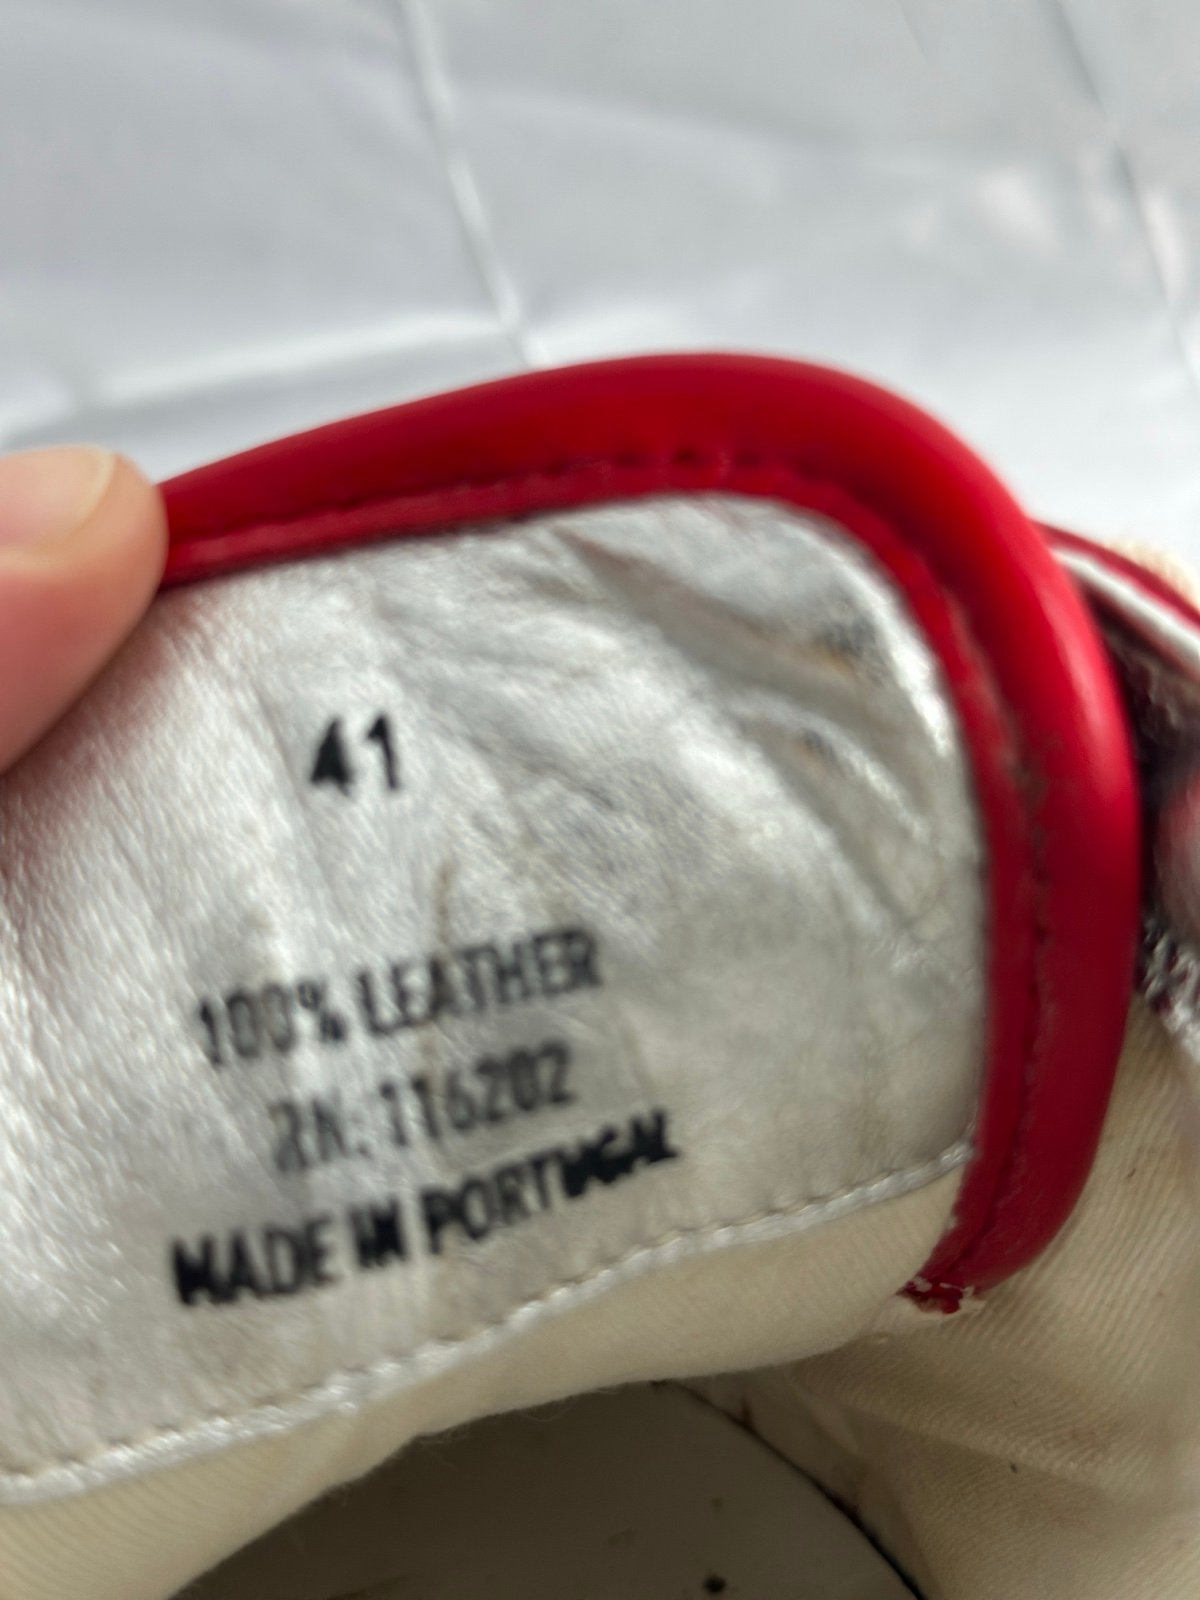 41
100% LEATHER
RN: 116202
MADE IN PORTUGAL